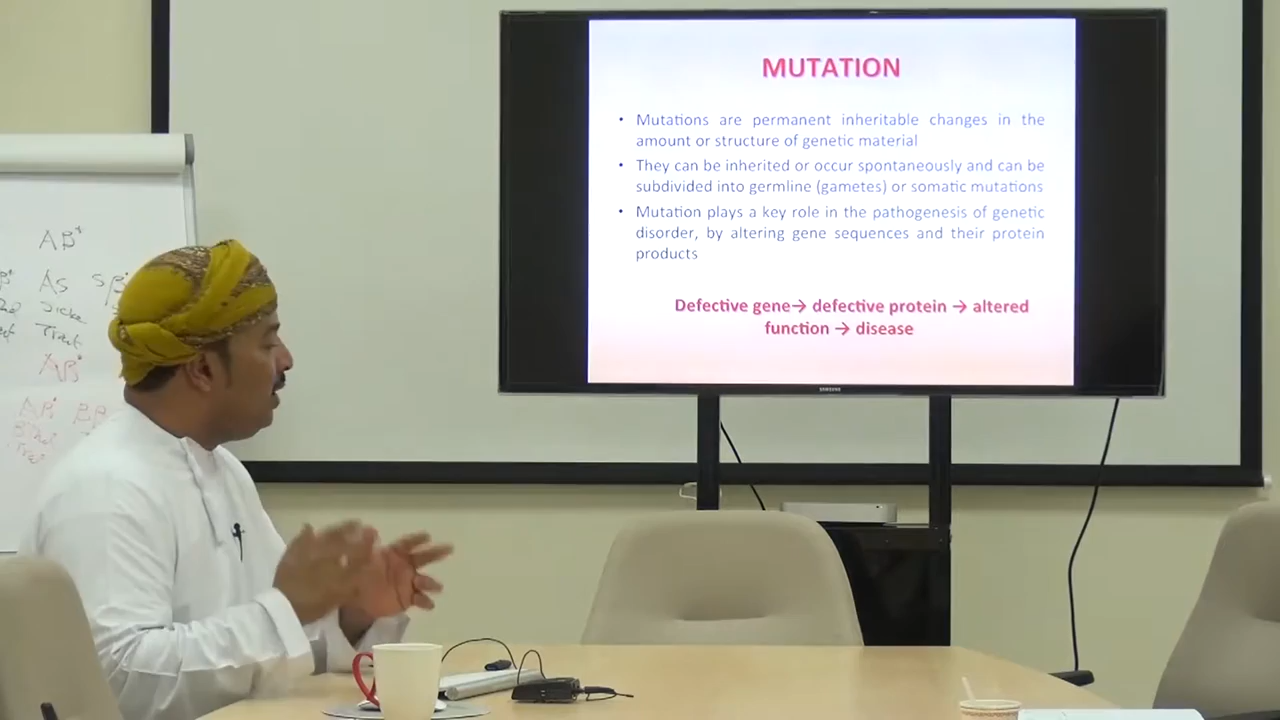 MUTATION
• Mutations are permanent inheritable changes in the
amount or structure of genetic material
• They can be inherited or occur spontaneously and can be
subdivided into germline (gametes) or somatic mutations
• Mutation plays a key role in the pathogenesis of genetic
disorder, by altering gene sequences and their protein
products
Defective gene→ defective protein → altered
function → disease
SAMSUNG
AB⁺
AS